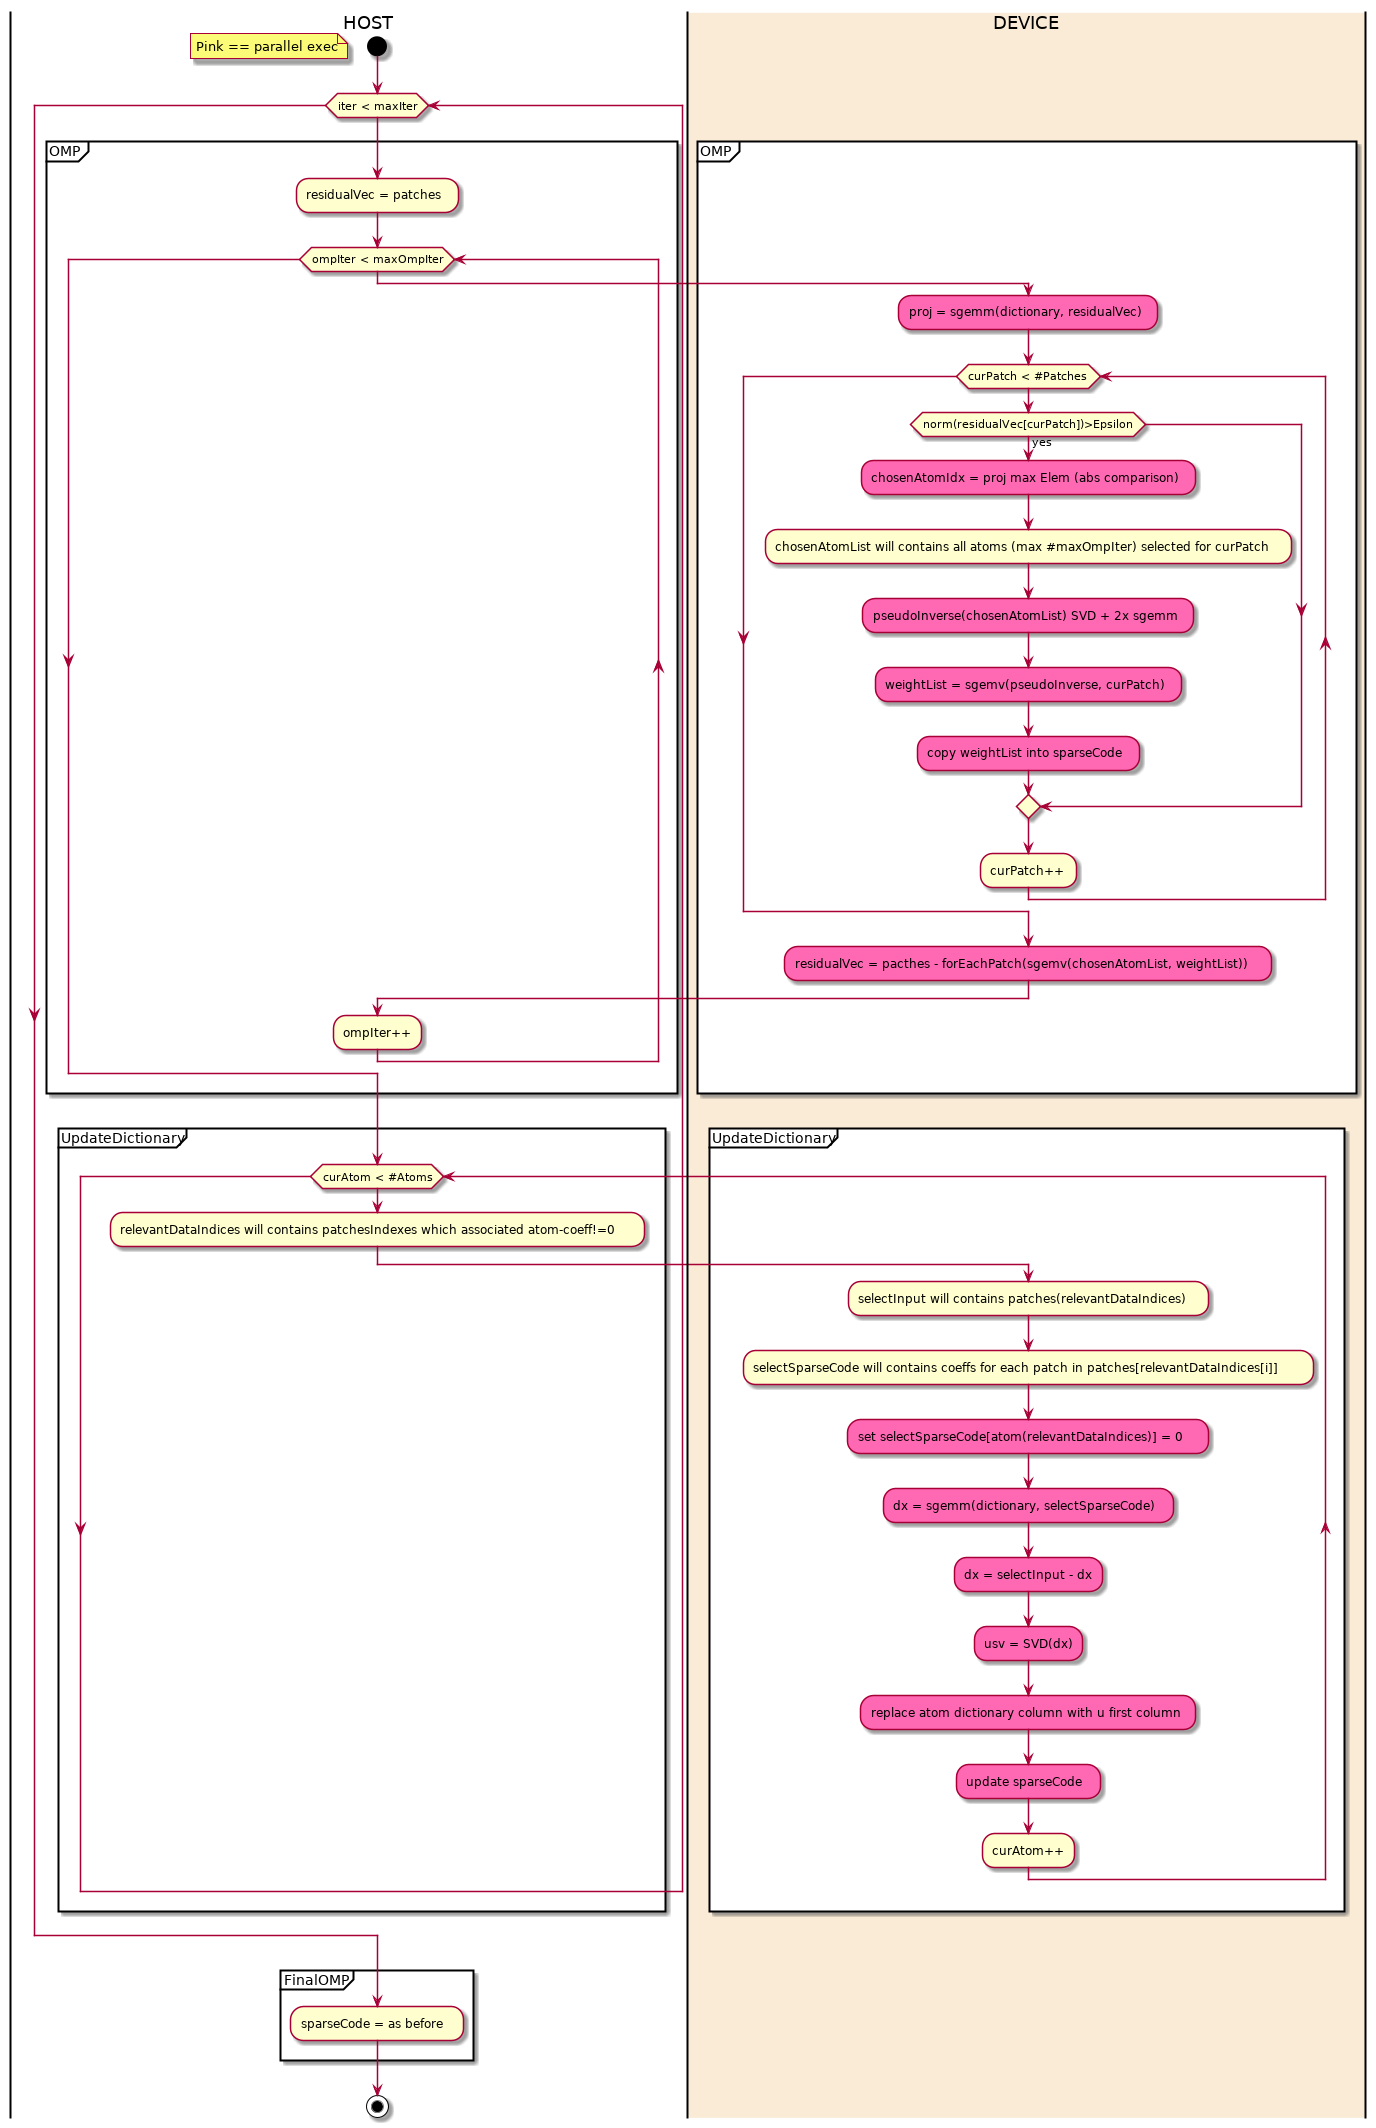 HOST
DEVICE
Pink == parallel exec
iter < maxIter
OMP
OMP
residualVec = patches
ompIter < maxOmpIter
proj = sgemm(dictionary, residualVec)
curPatch < #Patches
norm(residualVec[curPatch])>Epsilon
yes
chosenAtomIdx = proj max Elem (abs comparison)
chosenAtomList will contains all atoms (max #maxOmpIter) selected for curPatch
pseudoInverse(chosenAtomList) SVD + 2x sgemm
weightList = sgemv(pseudoInverse, curPatch)
copy weightList into sparseCode
curPatch++
residualVec = pacthes - forEachPatch(sgemv(chosenAtomList, weightList))
ompIter++
UpdateDictionary
UpdateDictionary
curAtom < #Atoms
relevantDataIndices will contains patchesIndexes which associated atom-coeff!=0
selectInput will contains patches(relevantDataIndices)
selectSparseCode will contains coeffs for each patch in patches[relevantDataIndices[i]]
set selectSparseCode[atom(relevantDataIndices)] = 0
dx = sgemm(dictionary, selectSparseCode)
dx = selectInput - dx
usv = SVD(dx)
replace atom dictionary column with u first column
update sparseCode
curAtom++
FinalOMP
sparseCode = as before